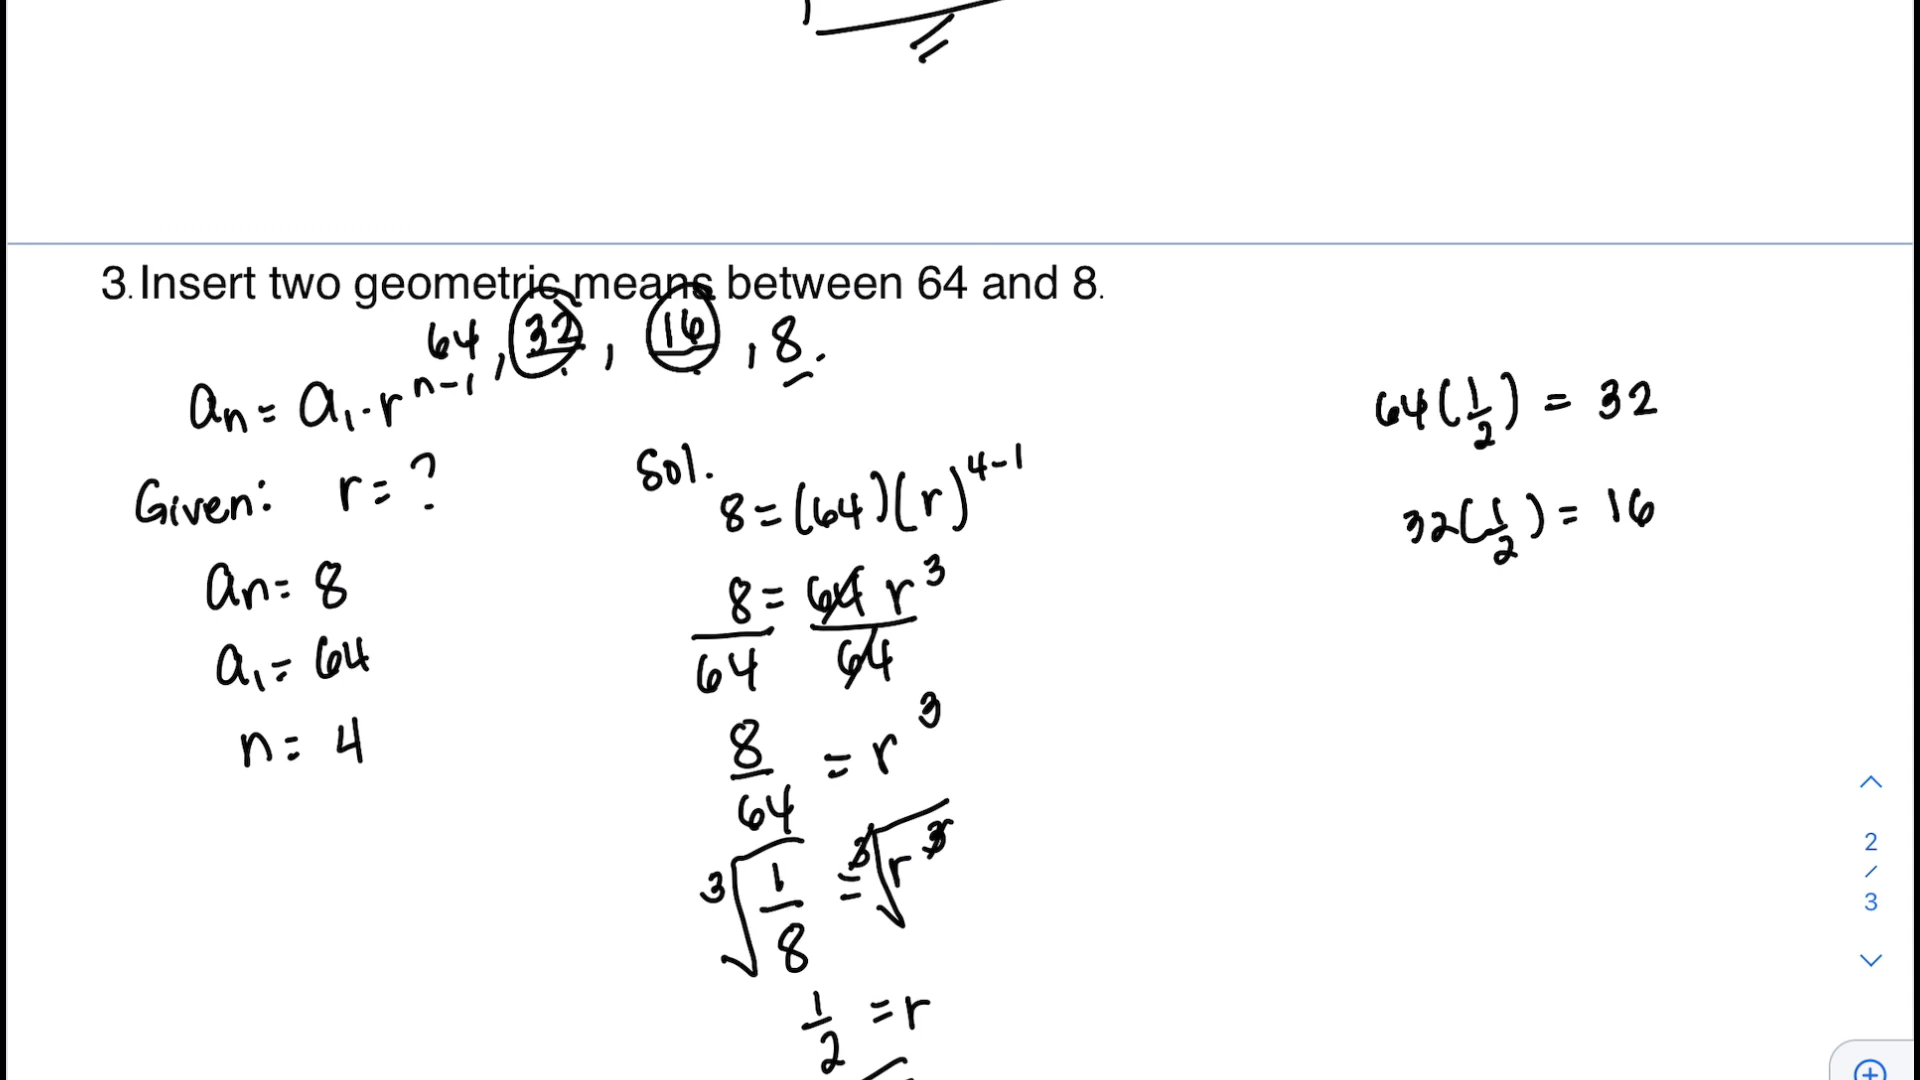 3. Insert two geometric means between 64 and 8.
64, 32, 16, 8.
an = a1 · r^n-1
Given: r = ?
an = 8
a1 = 64
n = 4
Sol.
8 = (64)(r)^4-1
8 = 64 r^3
64 64
8 = r^3
64
3√1/8 = 3√r^3
1/2 = r
64(1/2) = 32
32(1/2) = 16
2
/
3